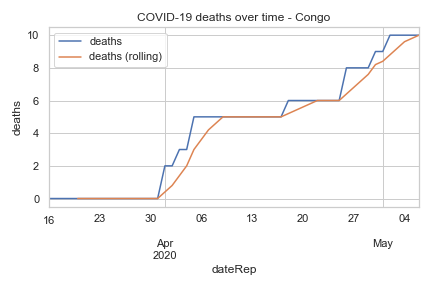 COVID-19 deaths over time - Congo
deaths
deaths (rolling)
10
8
6
4
2
0
deaths
16 23 30 06 13 20 27 04
Apr May
2020
dateRep